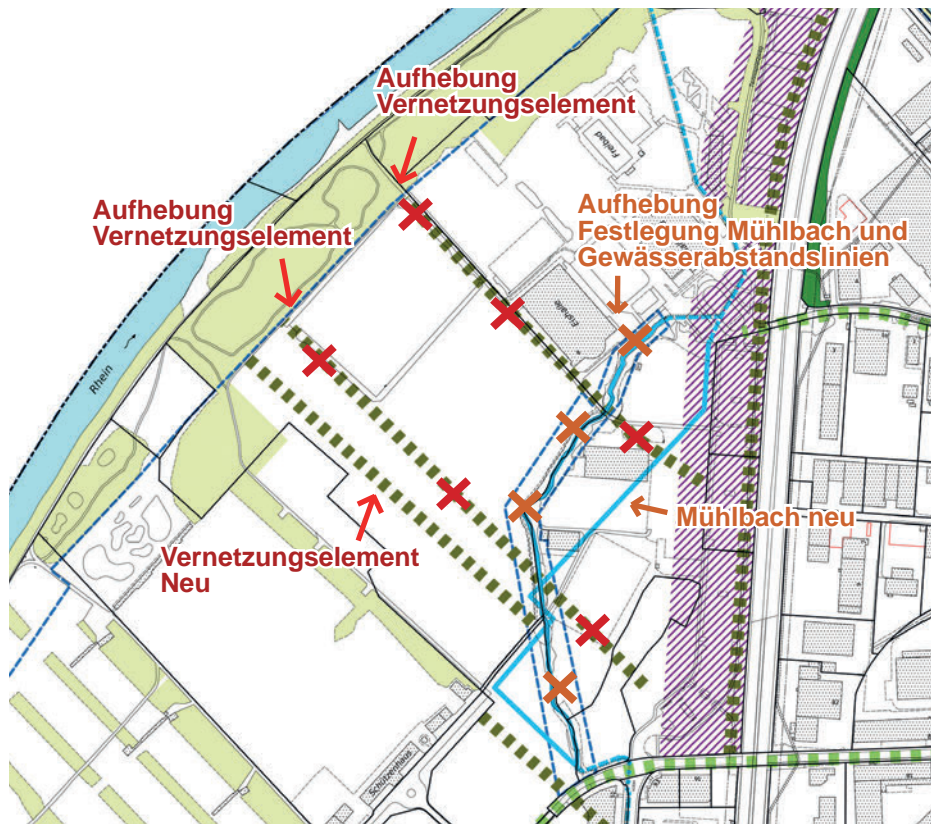 Aufhebung
Vernetzungselement
Aufhebung
Vernetzungselement
Aufhebung
Festlegung Mühlbach und
Gewässerabstandslinien
Freibad
Eishalle
Rhein
Mühlbach neu
Vernetzungselement
Neu
Schützenhaus